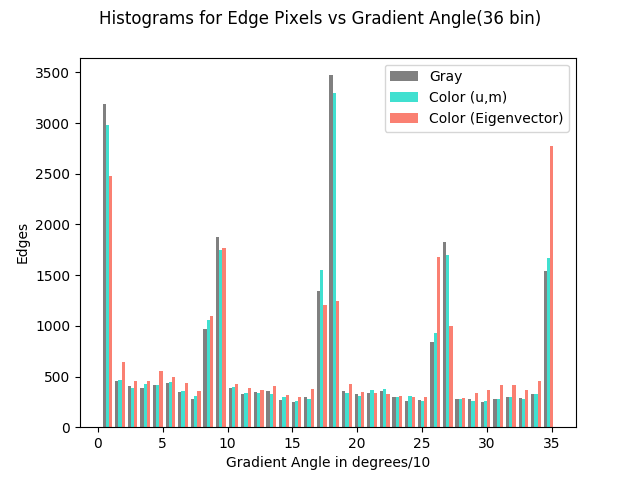 Histograms for Edge Pixels vs Gradient Angle(36 bin)
Gray
Color (u,m)
Color (Eigenvector)
3500
3000
2500
2000
1500
1000
500
0
Edges
0 5 10 15 20 25 30 35
Gradient Angle in degrees/10